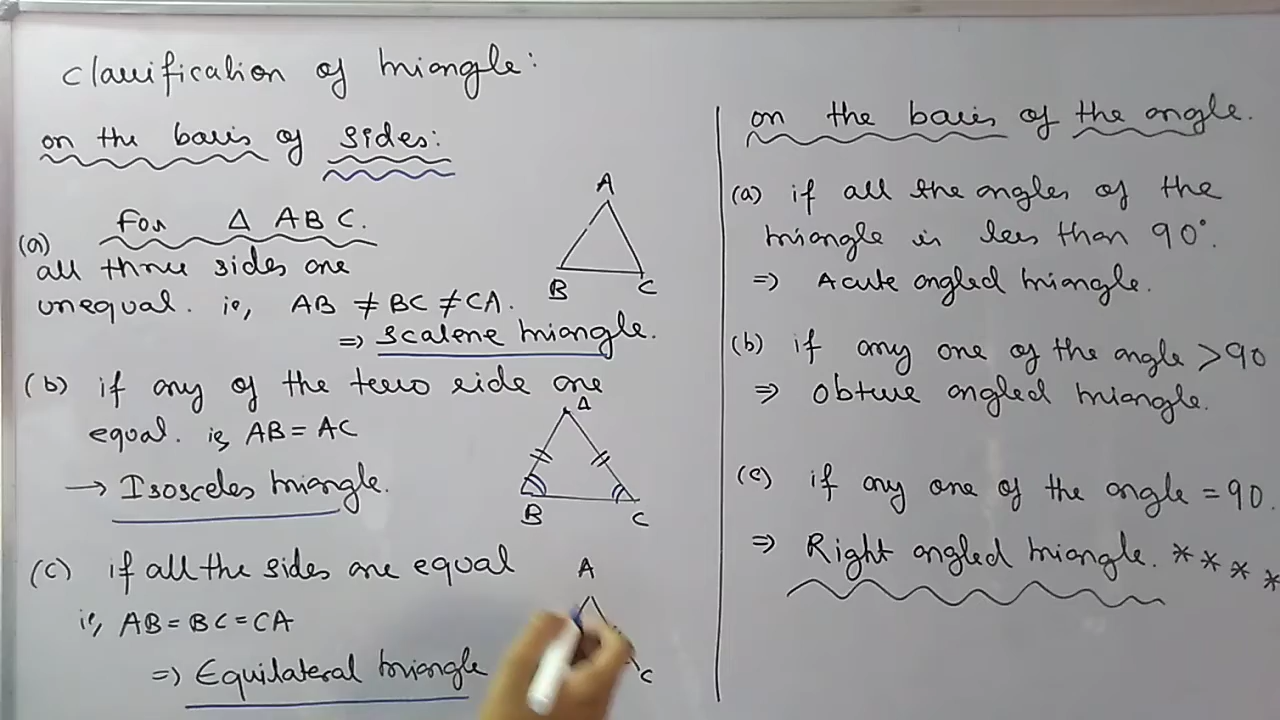 Classification of triangle:
on the basis of sides:
For Δ ABC.
(a)
all three sides are
unequal. ie, AB ≠ BC ≠ CA.
⇒ Scalene triangle.
A
B C
(b) if any of the two side are
equal. ie, AB = AC
→ Isosceles triangle.
A
B C
(c) if all the sides are equal
ie, AB = BC = CA
⇒ Equilateral triangle
A
C
on the basis of the angle.
(a) if all the angles of the
triangle is less than 90°.
⇒ Acute angled triangle.
(b) if any one of the angle > 90
⇒ Obtuse angled triangle.
(c) if any one of the angle = 90.
⇒ Right angled triangle. * * * *